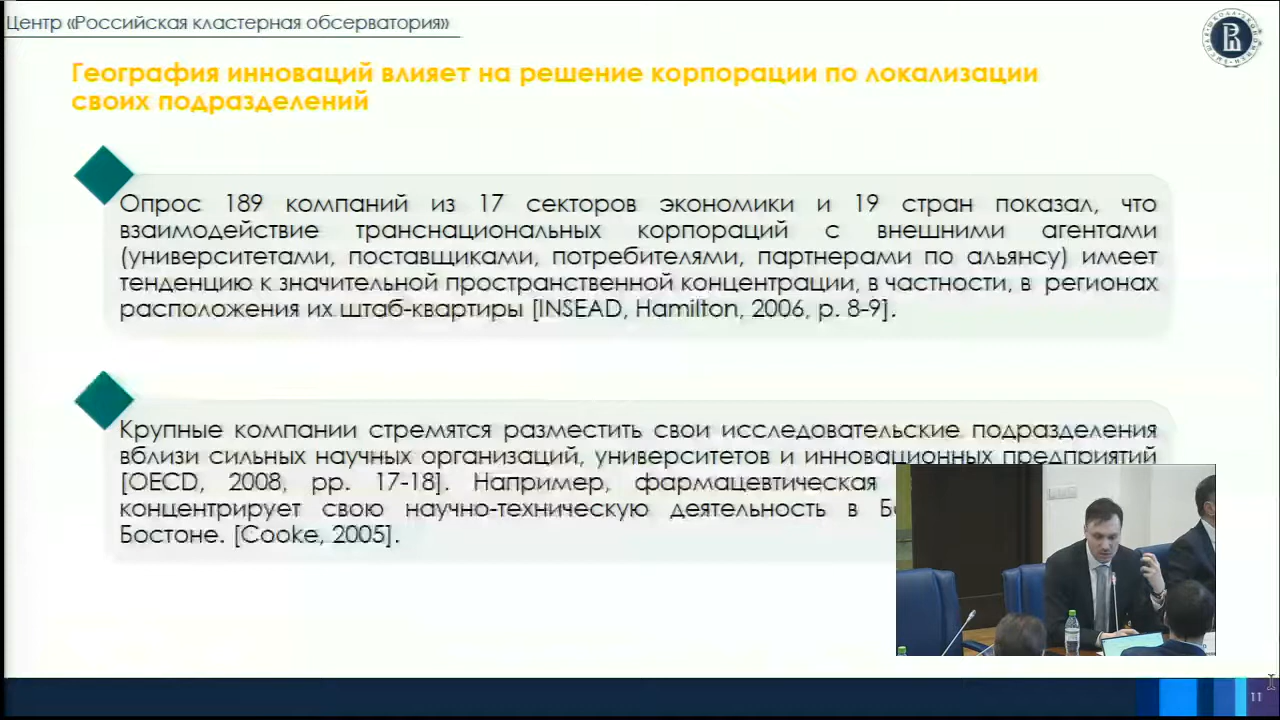 Центр «Российская кластерная обсерватория»
География инноваций влияет на решение корпорации по локализации
своих подразделений
Опрос 189 компаний из 17 секторов экономики и 19 стран показал, что
взаимодействие транснациональных корпораций с внешними агентами
(университетами, поставщиками, потребителями, партнерами по альянсу) имеет
тенденцию к значительной пространственной концентрации, в частности, в регионах
расположения их штаб-квартиры [INSEAD, Hamilton, 2006, p. 8-9].
Крупные компании стремятся разместить свои исследовательские подразделения
вблизи сильных научных организаций, университетов и инновационных предприятий
[OECD, 2008, pp. 17-18]. Например, фармацевтическая
концентрирует свою научно-техническую деятельность в
Бостоне. [Cooke, 2005].
11